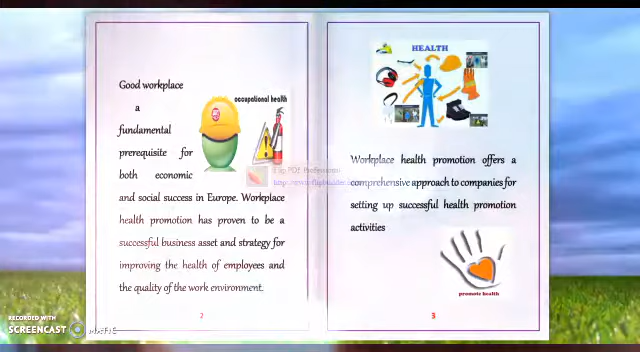 Good workplace
a
fundamental
prerequisite for
both economic
and social success in Europe. Workplace
health promotion has proven to be a
successful business asset and strategy for
improving the health of employees and
the quality of the work environment.
occupational health
2
HEALTH
Workplace health promotion offers a
comprehensive approach to companies for
setting up successful health promotion
activities
promote health
3
Flip PDF Professional
RECORDED WITH
SCREENCAST MATIC